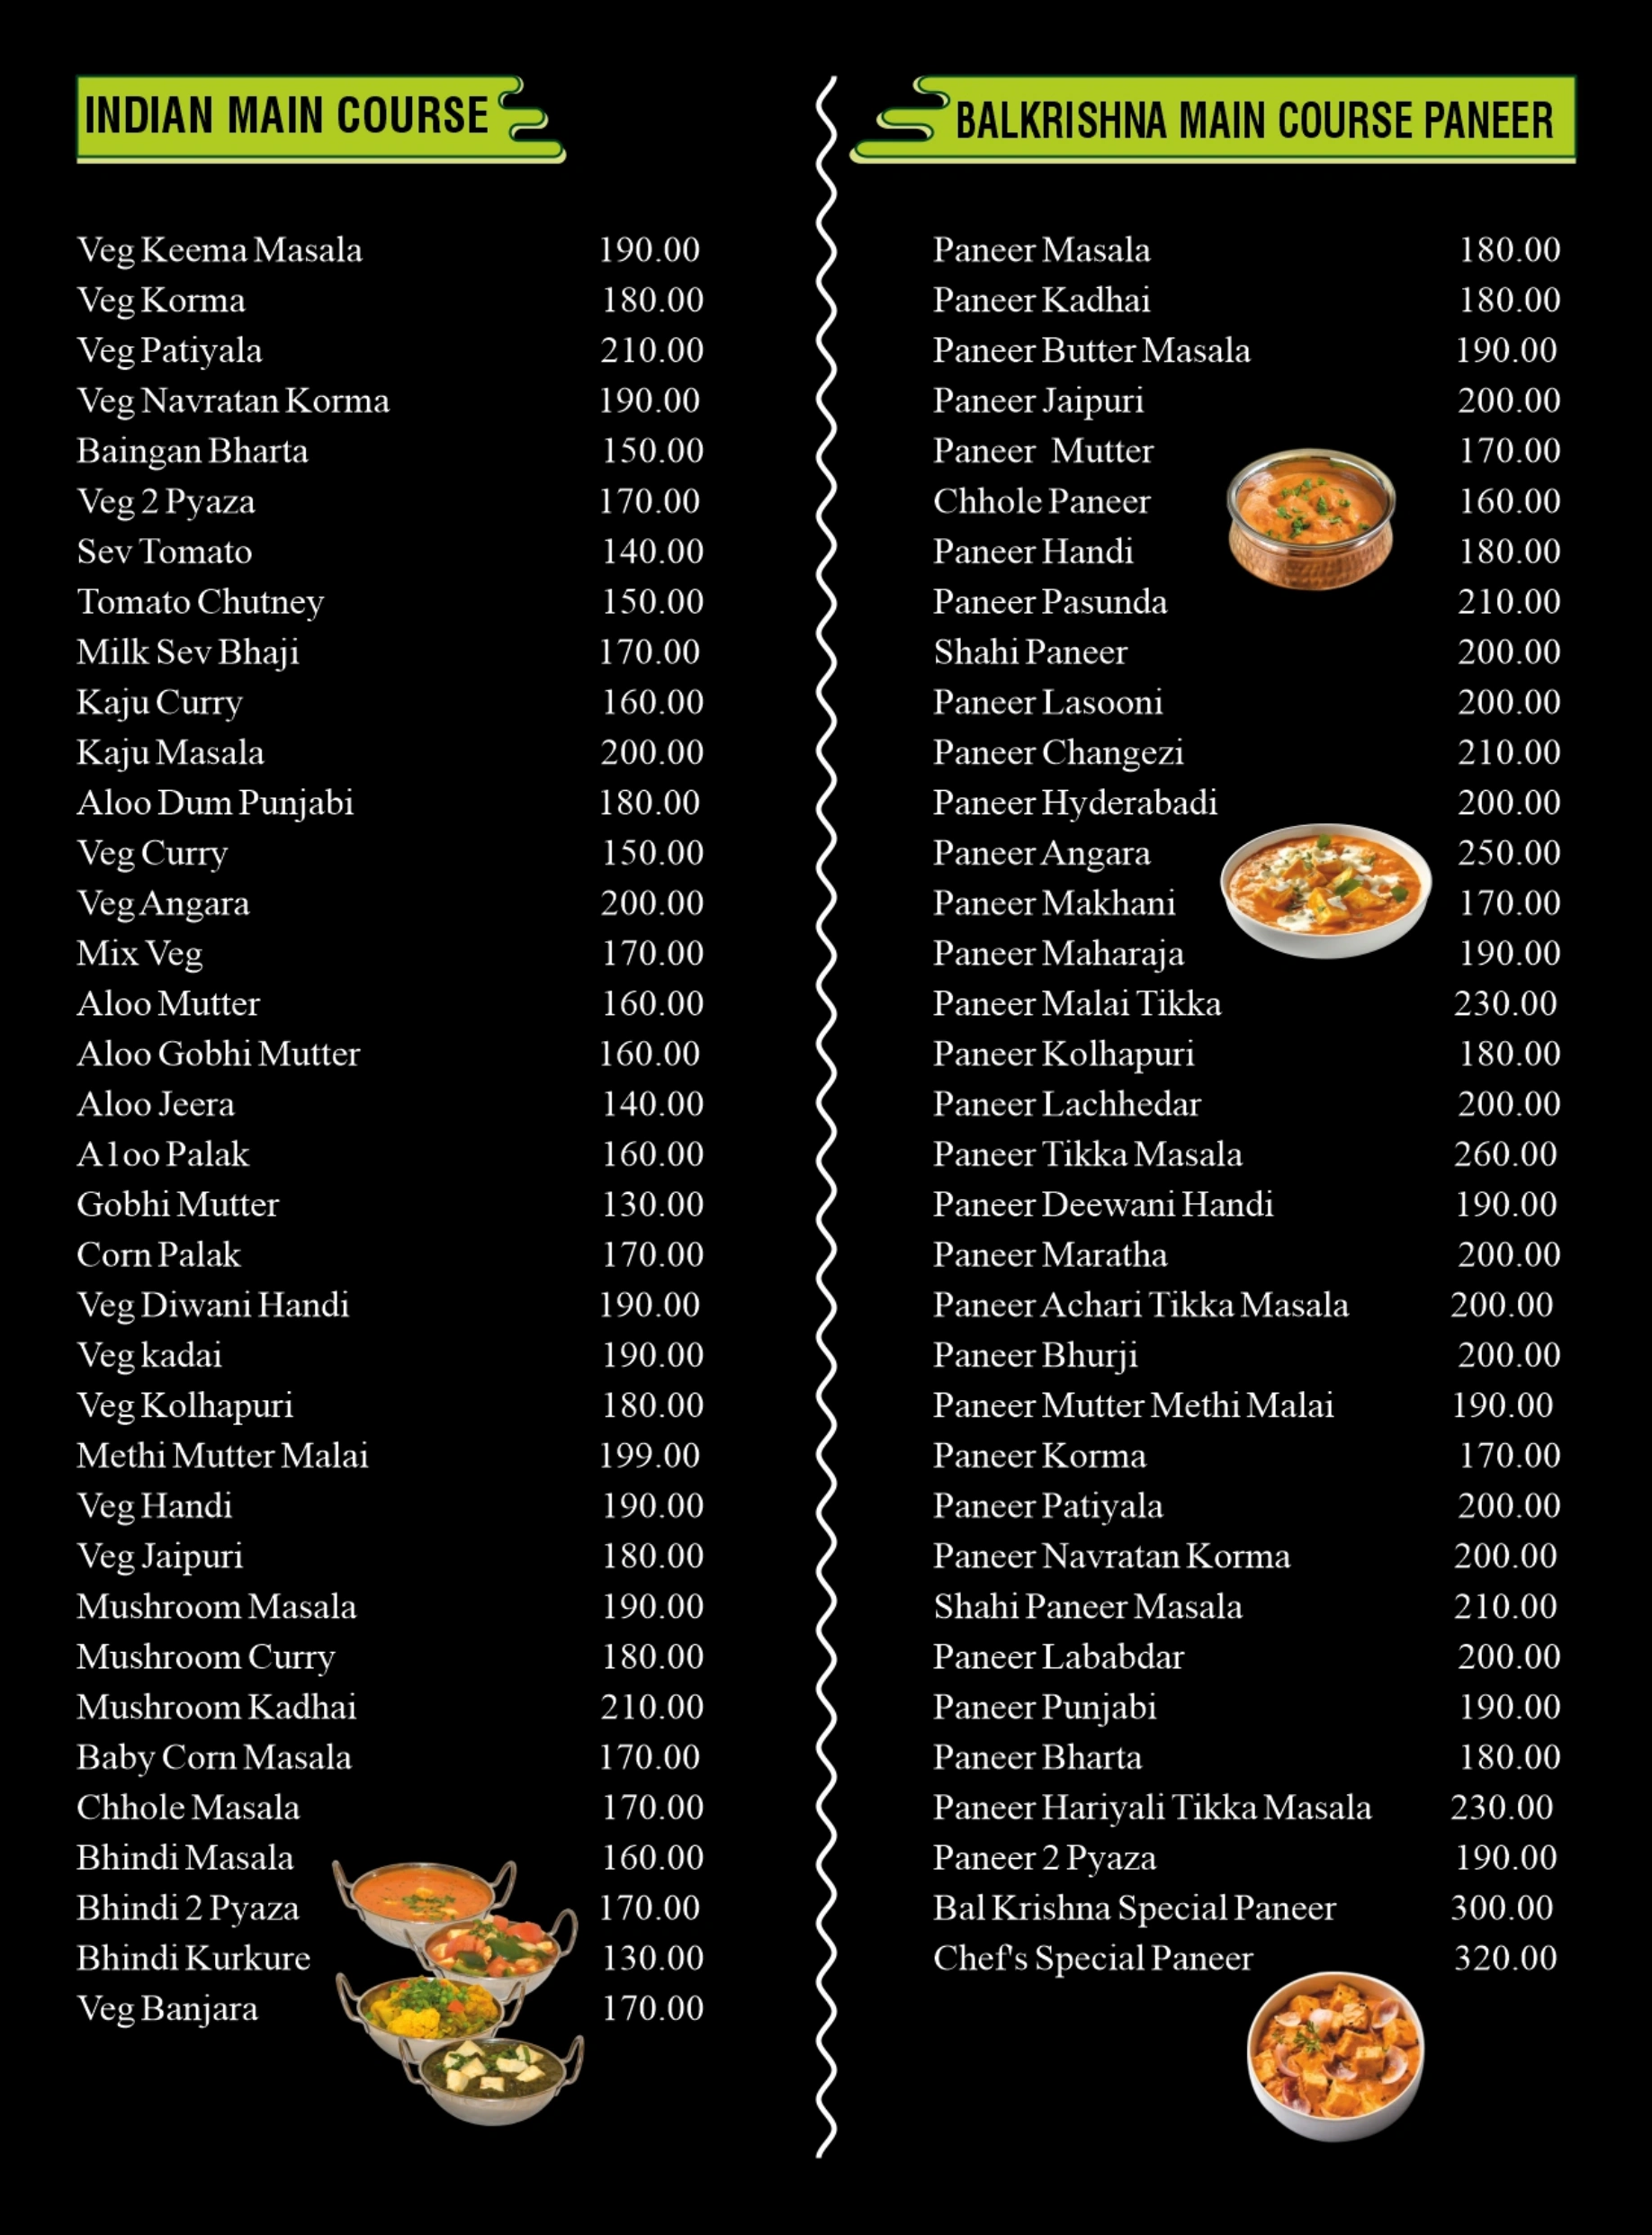 INDIAN MAIN COURSE
Veg Keema Masala 190.00
Veg Korma 180.00
Veg Patiyala 210.00
Veg Navratan Korma 190.00
Baingan Bharta 150.00
Veg 2 Pyaza 170.00
Sev Tomato 140.00
Tomato Chutney 150.00
Milk Sev Bhaji 170.00
Kaju Curry 160.00
Kaju Masala 200.00
Aloo Dum Punjabi 180.00
Veg Curry 150.00
Veg Angara 200.00
Mix Veg 170.00
Aloo Mutter 160.00
Aloo Gobhi Mutter 160.00
Aloo Jeera 140.00
A1oo Palak 160.00
Gobhi Mutter 130.00
Corn Palak 170.00
Veg Diwani Handi 190.00
Veg kadai 190.00
Veg Kolhapuri 180.00
Methi Mutter Malai 199.00
Veg Handi 190.00
Veg Jaipuri 180.00
Mushroom Masala 190.00
Mushroom Curry 180.00
Mushroom Kadhai 210.00
Baby Corn Masala 170.00
Chhole Masala 170.00
Bhindi Masala 160.00
Bhindi 2 Pyaza 170.00
Bhindi Kurkure 130.00
Veg Banjara 170.00
BALKRISHNA MAIN COURSE PANEER
Paneer Masala 180.00
Paneer Kadhai 180.00
Paneer Butter Masala 190.00
Paneer Jaipuri 200.00
Paneer Mutter 170.00
Chhole Paneer 160.00
Paneer Handi 180.00
Paneer Pasunda 210.00
Shahi Paneer 200.00
Paneer Lasooni 200.00
Paneer Changezi 210.00
Paneer Hyderabadi 200.00
Paneer Angara 250.00
Paneer Makhani 170.00
Paneer Maharaja 190.00
Paneer Malai Tikka 230.00
Paneer Kolhapuri 180.00
Paneer Lachhedar 200.00
Paneer Tikka Masala 260.00
Paneer Deewani Handi 190.00
Paneer Maratha 200.00
Paneer Achari Tikka Masala 200.00
Paneer Bhurji 200.00
Paneer Mutter Methi Malai 190.00
Paneer Korma 170.00
Paneer Patiyala 200.00
Paneer Navratan Korma 200.00
Shahi Paneer Masala 210.00
Paneer Lababdar 200.00
Paneer Punjabi 190.00
Paneer Bharta 180.00
Paneer Hariyali Tikka Masala 230.00
Paneer 2 Pyaza 190.00
Bal Krishna Special Paneer 300.00
Chef's Special Paneer 320.00